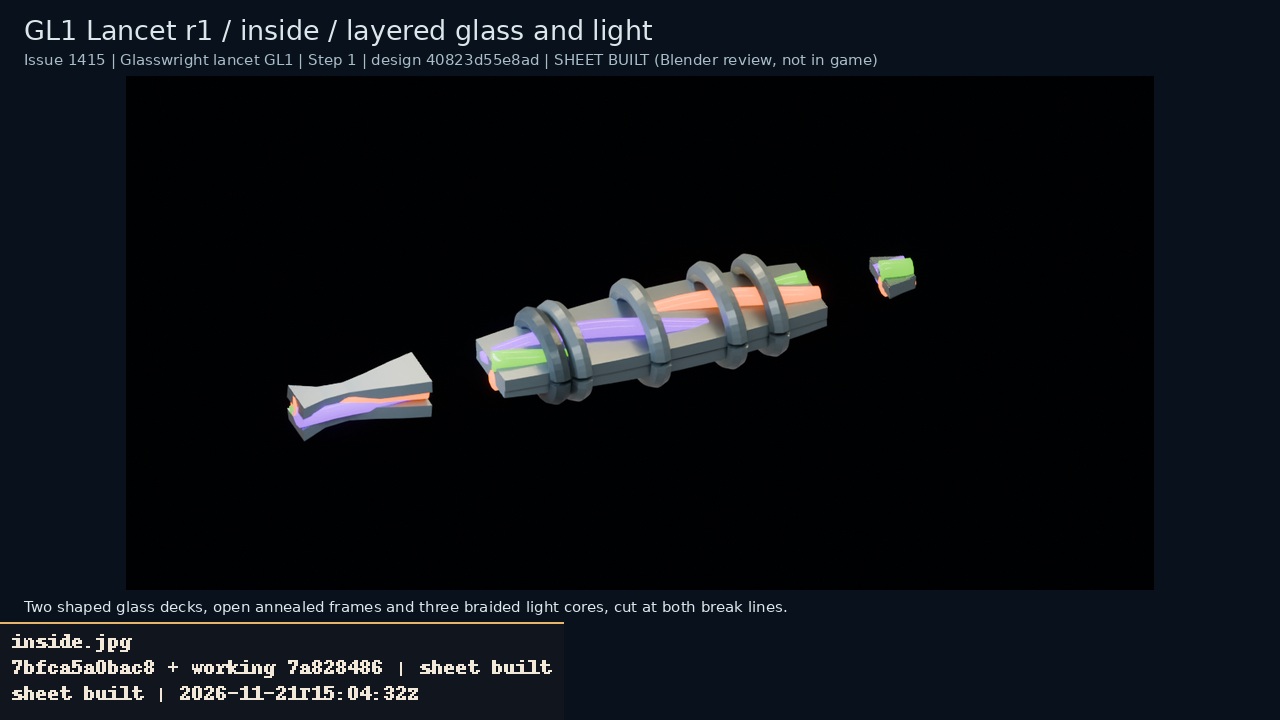 GL1 Lancet r1 / inside / layered glass and light
Issue 1415 | Glasswright lancet GL1 | Step 1 | design 40823d55e8ad | SHEET BUILT (Blender review, not in game)
Two shaped glass decks, open annealed frames and three braided light cores, cut at both break lines.
inside.jpg
7bfca5a0bac8 + working 7a828486 | sheet built
sheet built | 2026-11-21T15:04:32Z